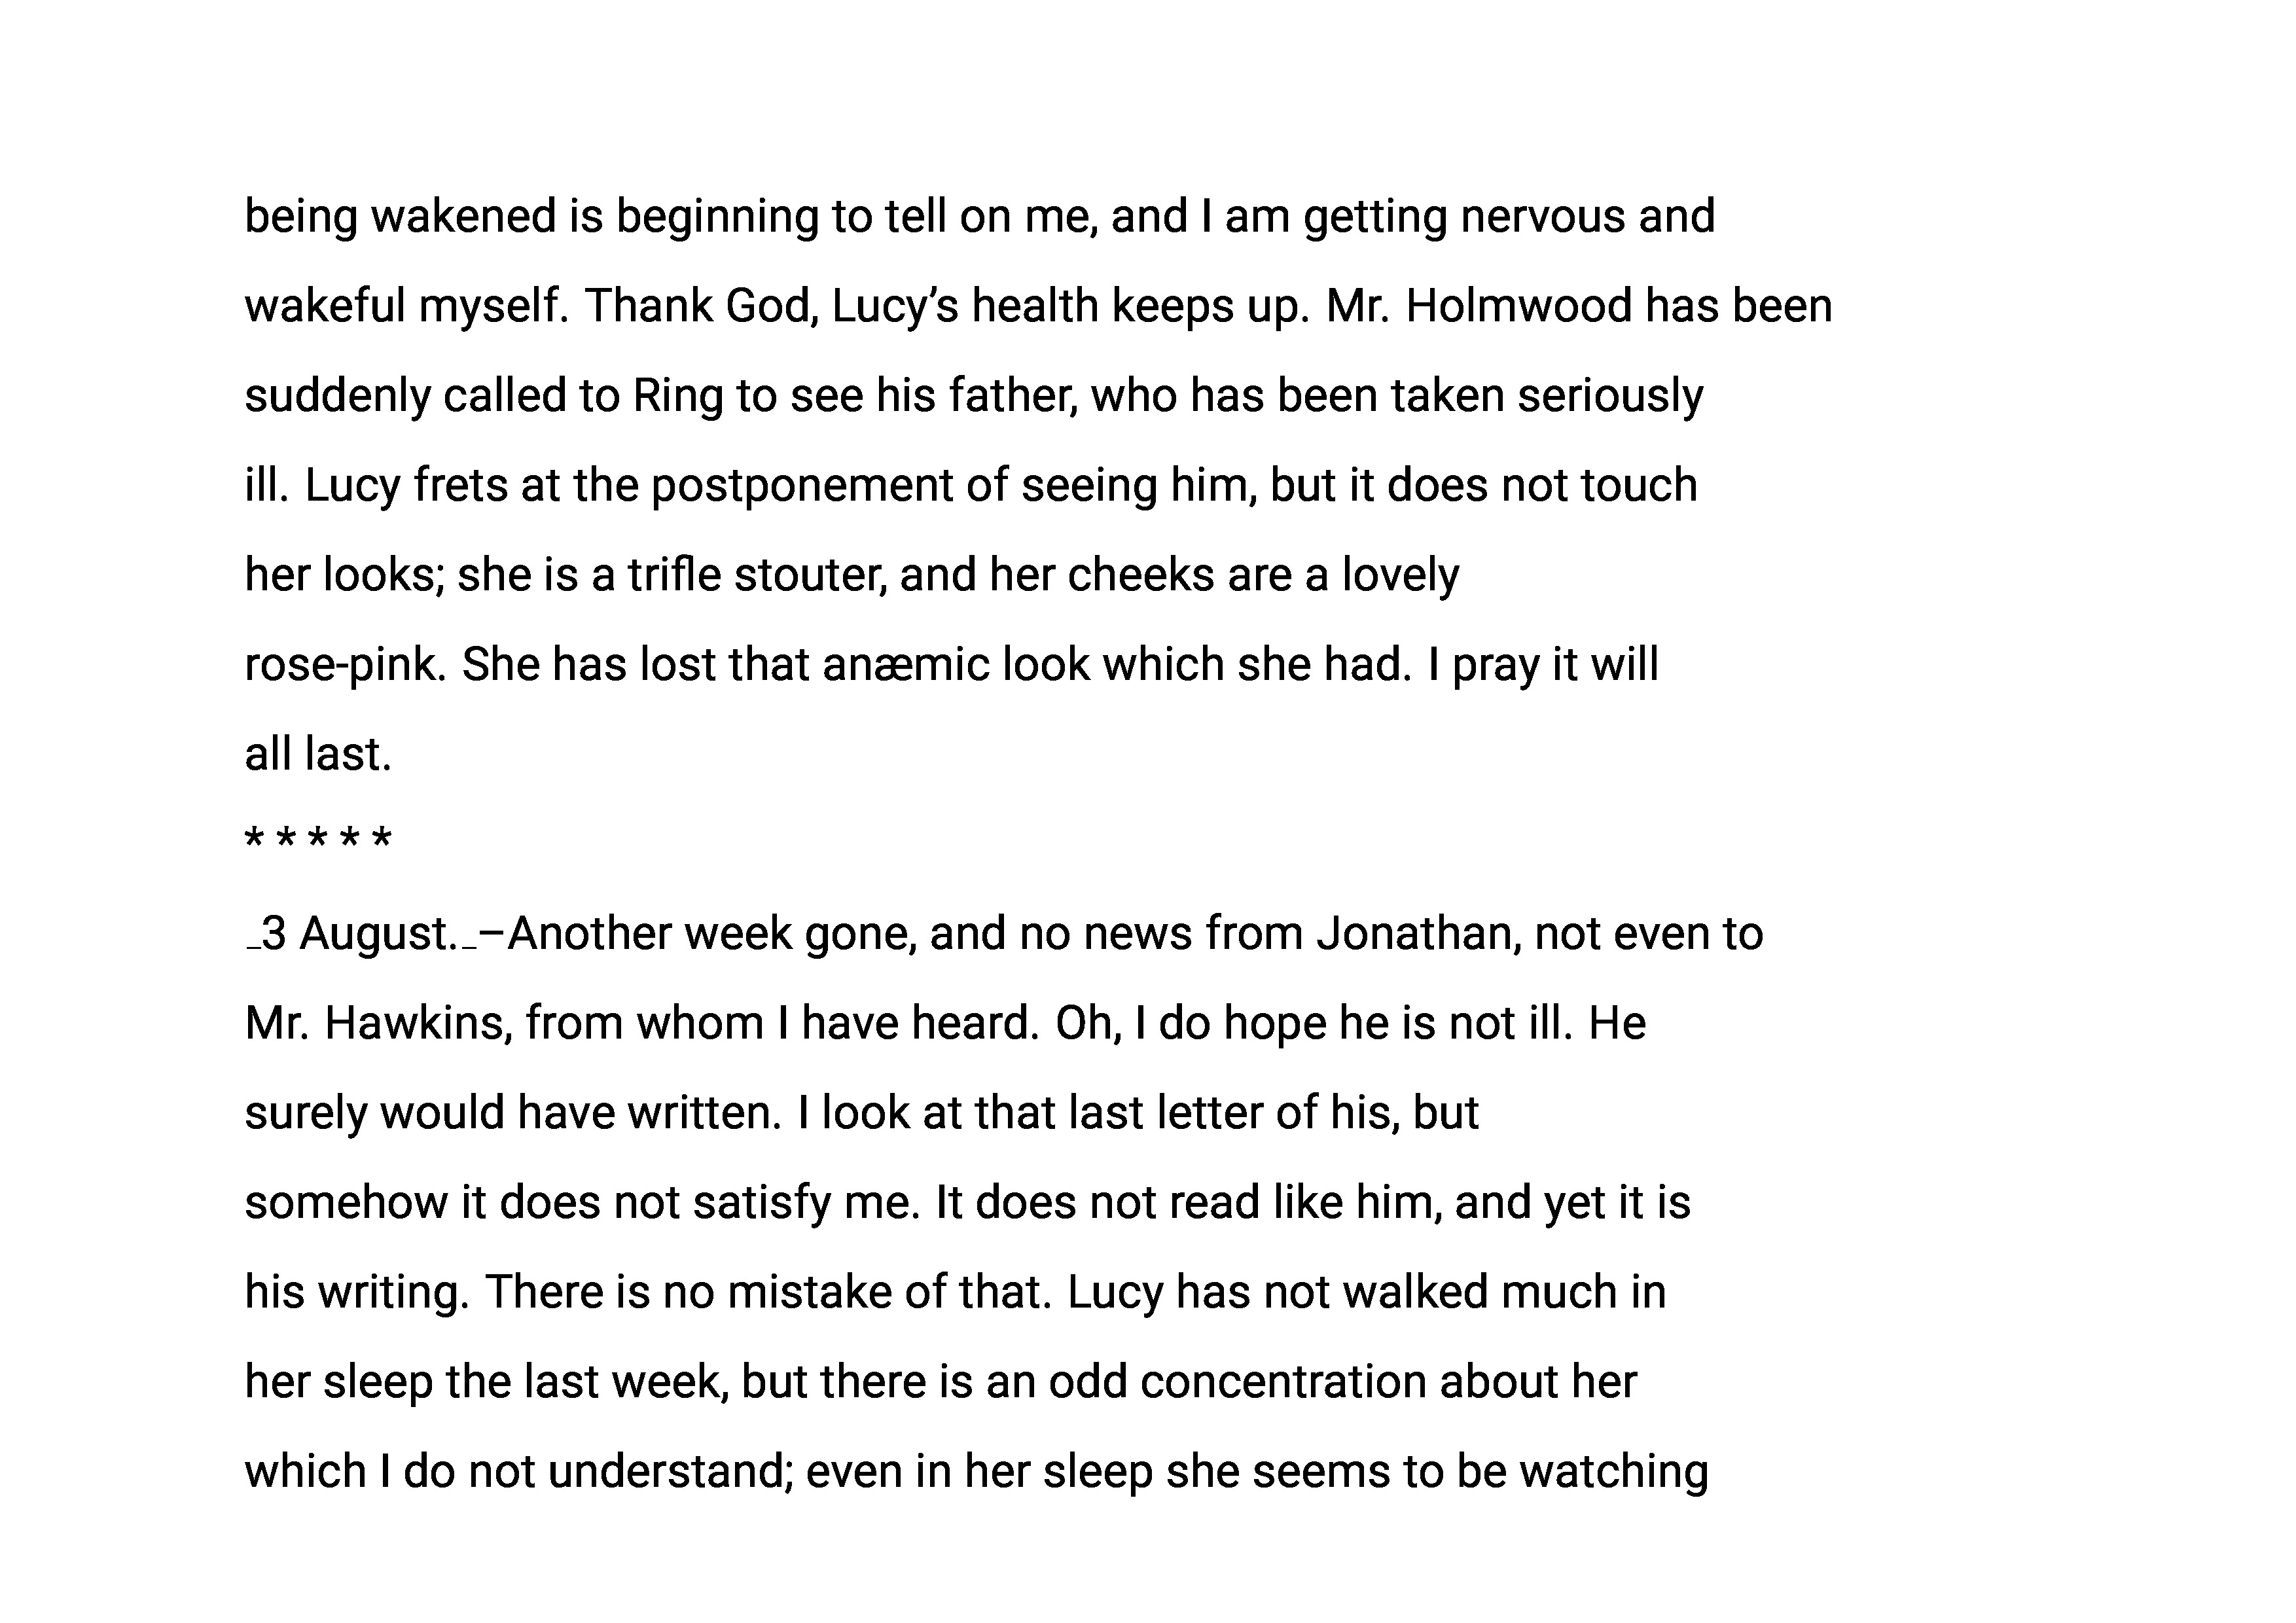 being wakened is beginning to tell on me, and I am getting nervous and
wakeful myself. Thank God, Lucy’s health keeps up. Mr. Holmwood has been
suddenly called to Ring to see his father, who has been taken seriously
ill. Lucy frets at the postponement of seeing him, but it does not touch
her looks; she is a trifle stouter, and her cheeks are a lovely
rose-pink. She has lost that anæmic look which she had. I pray it will
all last.
* * * * *
_3 August._–Another week gone, and no news from Jonathan, not even to
Mr. Hawkins, from whom I have heard. Oh, I do hope he is not ill. He
surely would have written. I look at that last letter of his, but
somehow it does not satisfy me. It does not read like him, and yet it is
his writing. There is no mistake of that. Lucy has not walked much in
her sleep the last week, but there is an odd concentration about her
which I do not understand; even in her sleep she seems to be watching